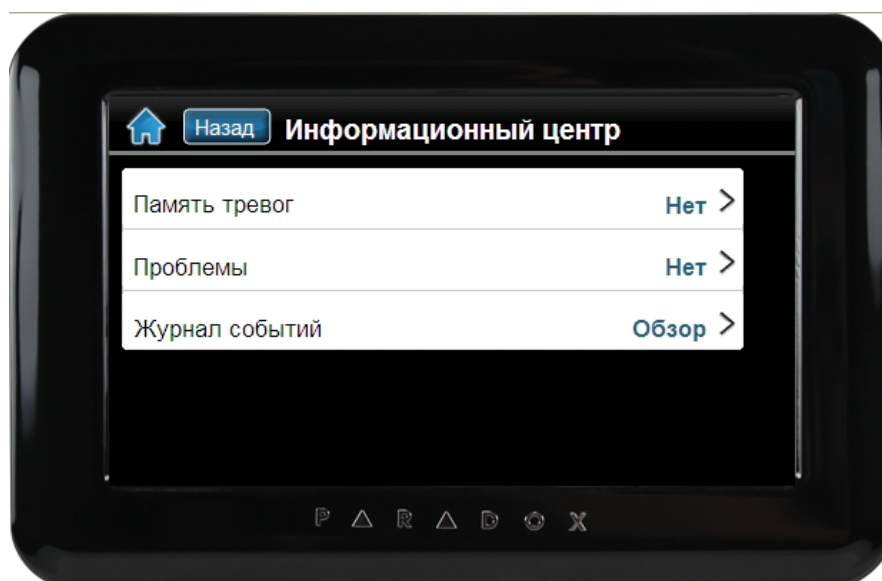 Назад Информационный центр
Память тревог Нет
Проблемы Нет
Журнал событий Обзор
PARADOX